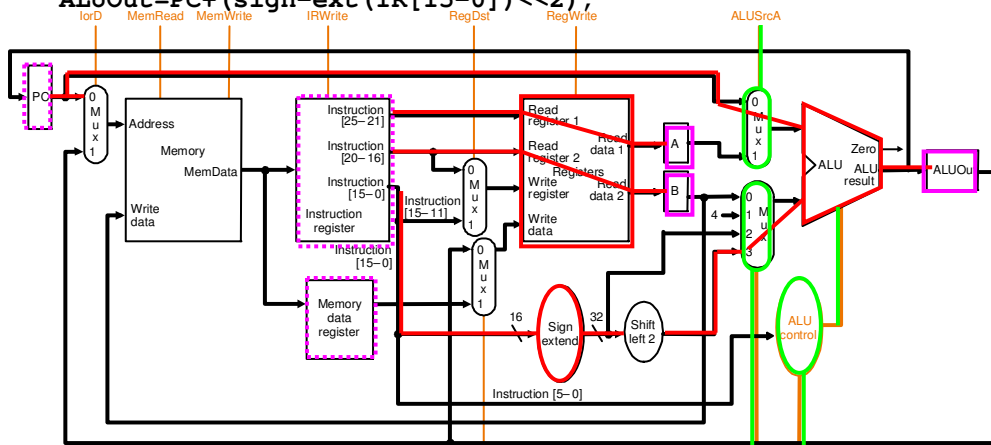 ALUOut=PC+(sign-ext(IR[15-0])<<2);
IorD MemRead MemWrite IRWrite RegDst RegWrite ALUSrcA
PC
0
M
u
x
1
Address
Memory
MemData
Write
data
Instruction
[25–21]
Instruction
[20–16]
Instruction
[15–0]
Instruction
register
Instruction
[15–11]
Instruction
[15–0]
Memory
data
register
0
M
u
x
1
0
M
u
x
1
Read
register 1
Read
register 2
Registers
Write
register
Write
data
Read
data 1
Read
data 2
A
B
0
M
u
x
1
4
0
1
2
3
M
u
x
Zero
ALU
ALU
result
ALUOu
16
Sign
extend
32
Shift
left 2
ALU
control
Instruction [5–0]